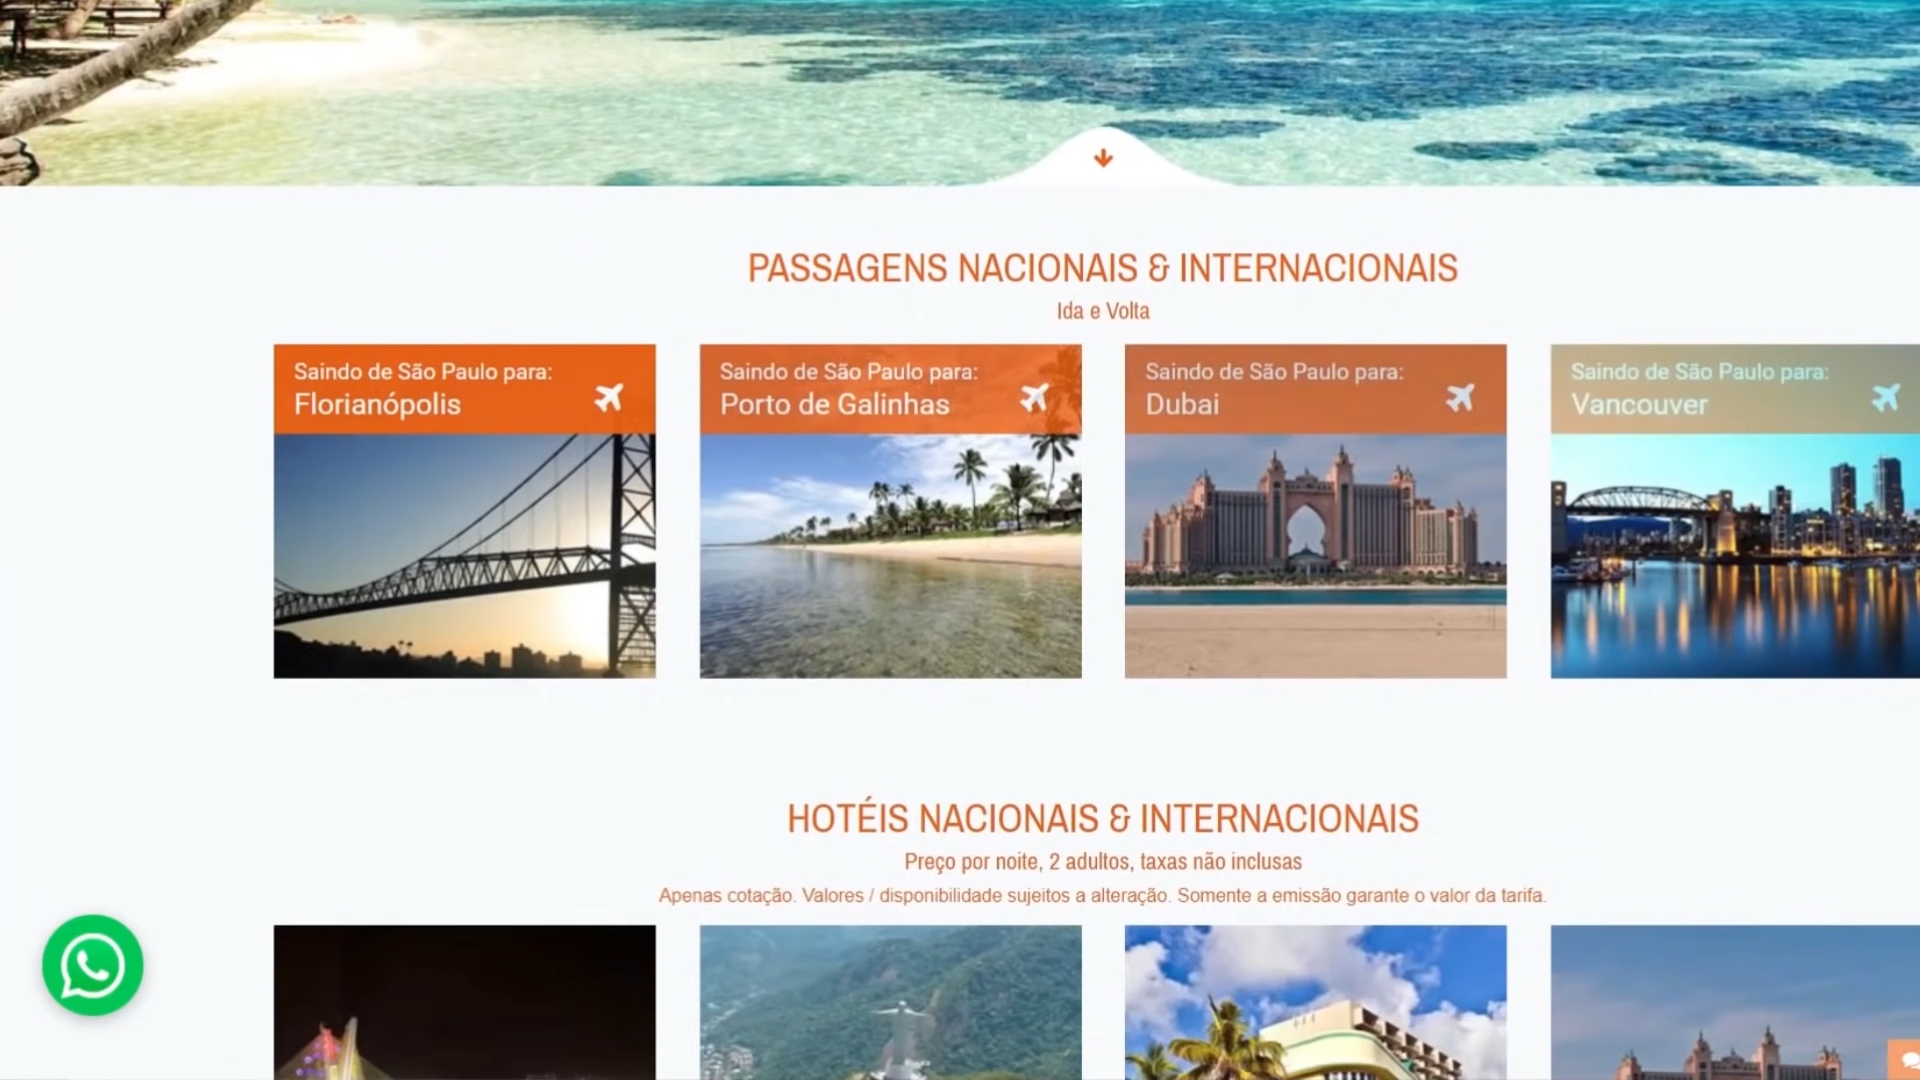 PASSAGENS NACIONAIS & INTERNACIONAIS
Ida e Volta
Saindo de São Paulo para:
Florianópolis
Saindo de São Paulo para:
Porto de Galinhas
Saindo de São Paulo para:
Dubai
Saindo de São Paulo para:
Vancouver
HOTÉIS NACIONAIS & INTERNACIONAIS
Preço por noite, 2 adultos, taxas não inclusas
Apenas cotação. Valores / disponibilidade sujeitos a alteração. Somente a emissão garante o valor da tarifa.